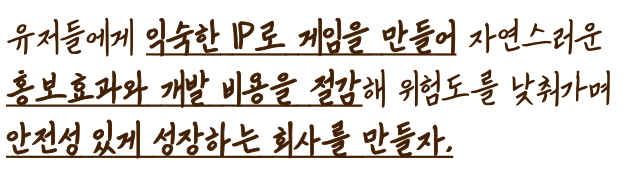 유저들에게 익숙한 IP로 게임을 만들어 자연스러운
홍보효과와 개발 비용을 절감해 위험도를 낮춰가며
안전성 있게 성장하는 회사를 만들자.